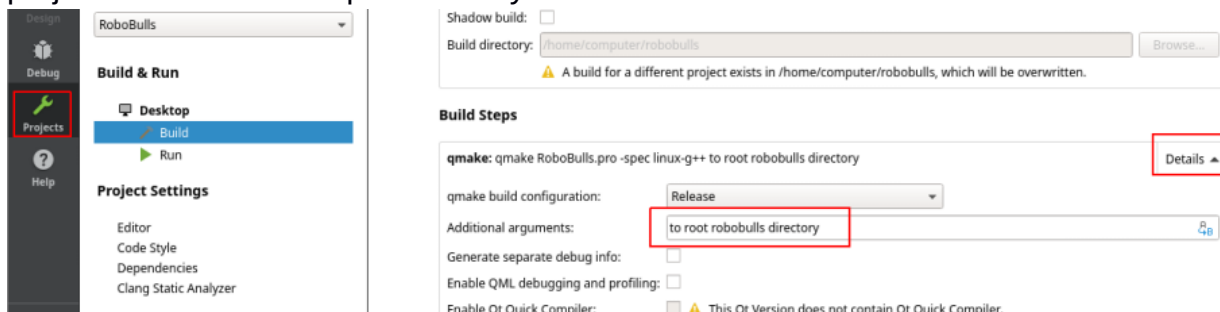 Design
RoboBulls
Debug
Projects
Help
Build & Run
Desktop
Build
Run
Project Settings
Editor
Code Style
Dependencies
Clang Static Analyzer
Shadow build:
Build directory: /home/computer/robobulls Browse...
A build for a different project exists in /home/computer/robobulls, which will be overwritten.
Build Steps
qmake: qmake RoboBulls.pro -spec linux-g++ to root robobulls directory Details
qmake build configuration: Release
Additional arguments: to root robobulls directory
Generate separate debug info:
Enable QML debugging and profiling:
Enable Qt Quick Compiler: This Qt Version does not contain Qt Quick Compiler.